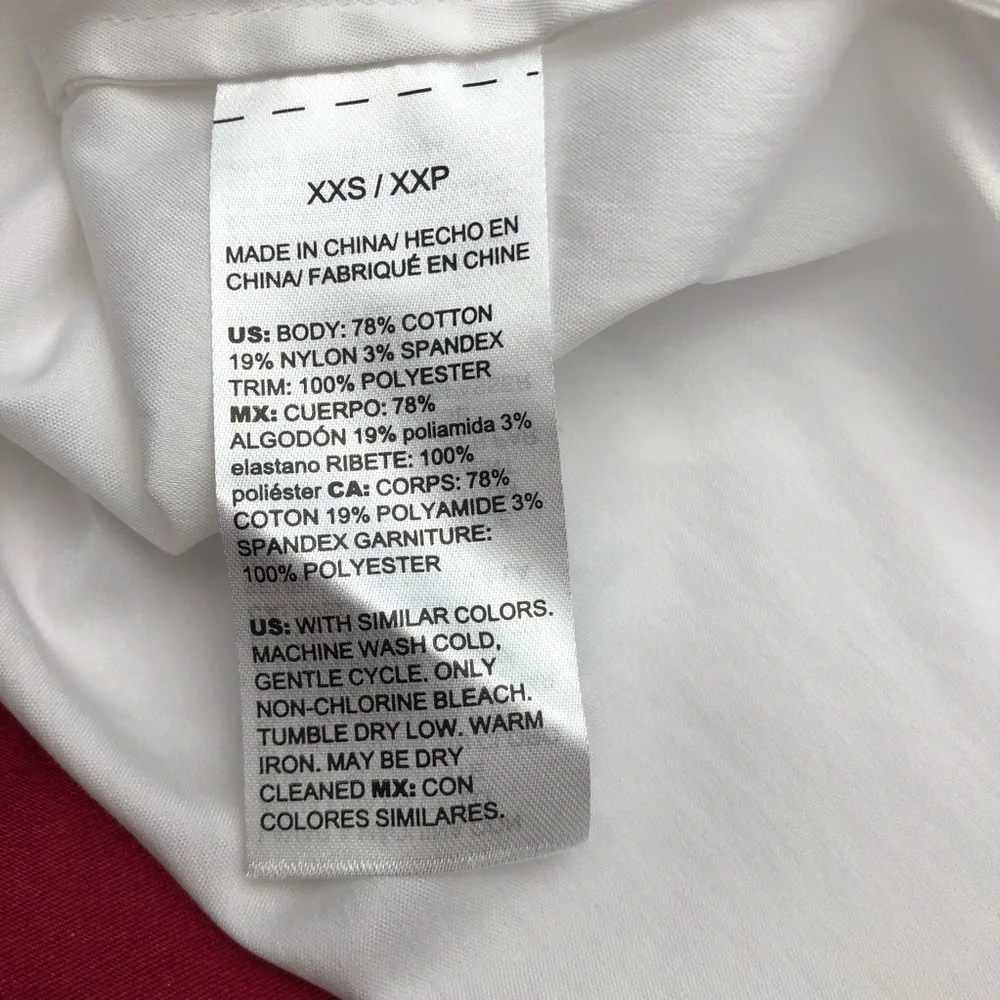 XXS / XXP
MADE IN CHINA/ HECHO EN
CHINA/ FABRIQUÉ EN CHINE
US: BODY: 78% COTTON
19% NYLON 3% SPANDEX
TRIM: 100% POLYESTER
MX: CUERPO: 78%
ALGODÓN 19% poliamida 3%
elastano RIBETE: 100%
poliéster CA: CORPS: 78%
COTON 19% POLYAMIDE 3%
SPANDEX GARNITURE:
100% POLYESTER
US: WITH SIMILAR COLORS.
MACHINE WASH COLD,
GENTLE CYCLE. ONLY
NON-CHLORINE BLEACH.
TUMBLE DRY LOW. WARM
IRON. MAY BE DRY
CLEANED MX: CON
COLORES SIMILARES.